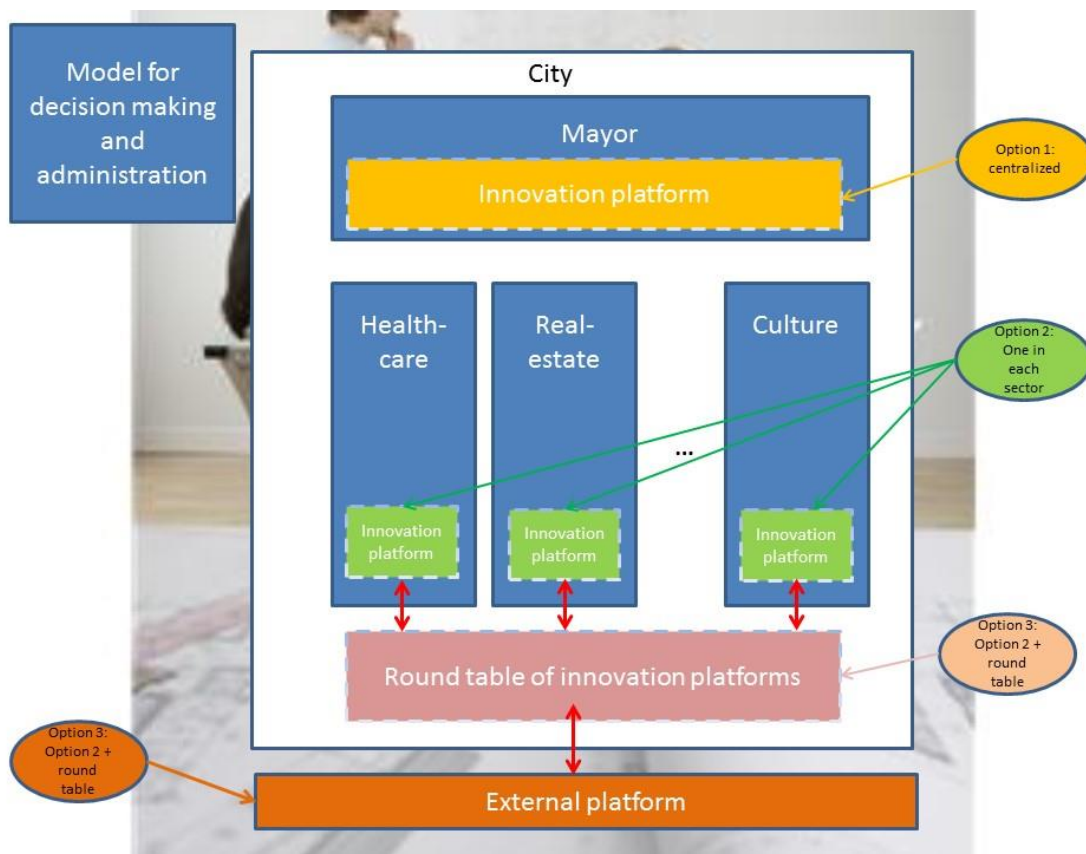 Model for
decision making
and
administration
City
Mayor
Innovation platform
Option 1:
centralized
Health-
care
Real-
estate
Culture
Option 2:
One in
each
sector
...
Innovation
platform
Innovation
platform
Innovation
platform
Round table of innovation platforms
Option 3:
Option 2 +
round
table
Option 3:
Option 2 +
round
table
External platform